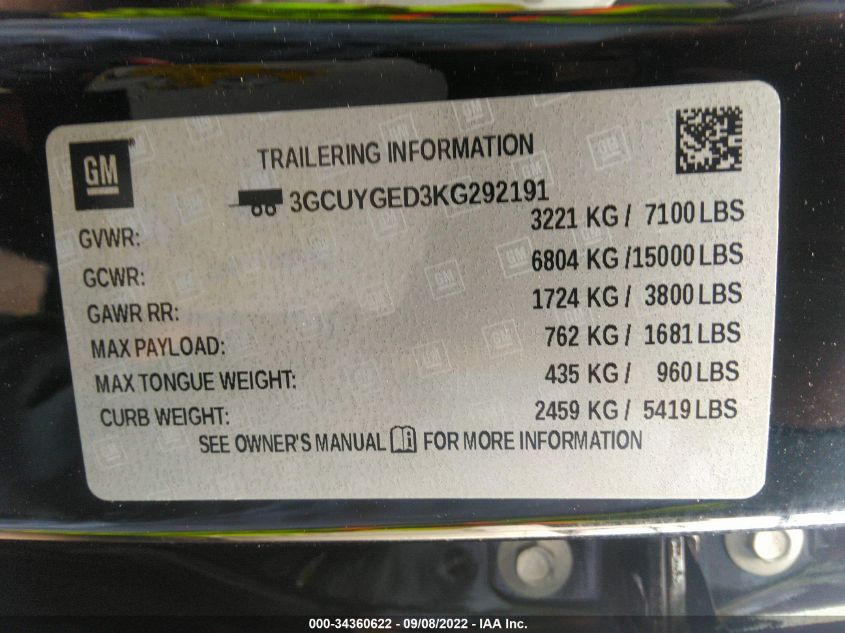 GM
TRAILERING INFORMATION
3GCUYGED3KG292191
GVWR: 3221 KG / 7100 LBS
GCWR: 6804 KG /15000 LBS
GAWR RR: 1724 KG / 3800 LBS
MAX PAYLOAD: 762 KG / 1681 LBS
MAX TONGUE WEIGHT: 435 KG / 960 LBS
CURB WEIGHT: 2459 KG / 5419 LBS
SEE OWNER'S MANUAL FOR MORE INFORMATION
000-34360622 - 09/08/2022 - IAA Inc.